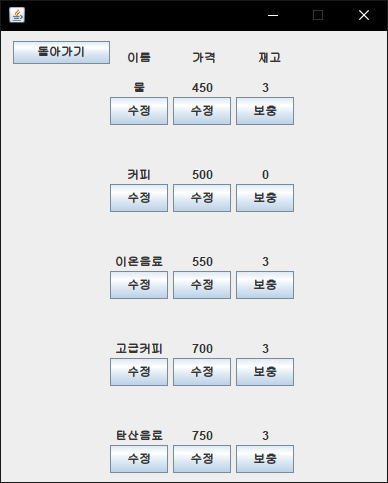 돌아가기 이름 가격 재고
물 450 3
수정 수정 보충
커피 500 0
수정 수정 보충
이온음료 550 3
수정 수정 보충
고급커피 700 3
수정 수정 보충
탄산음료 750 3
수정 수정 보충